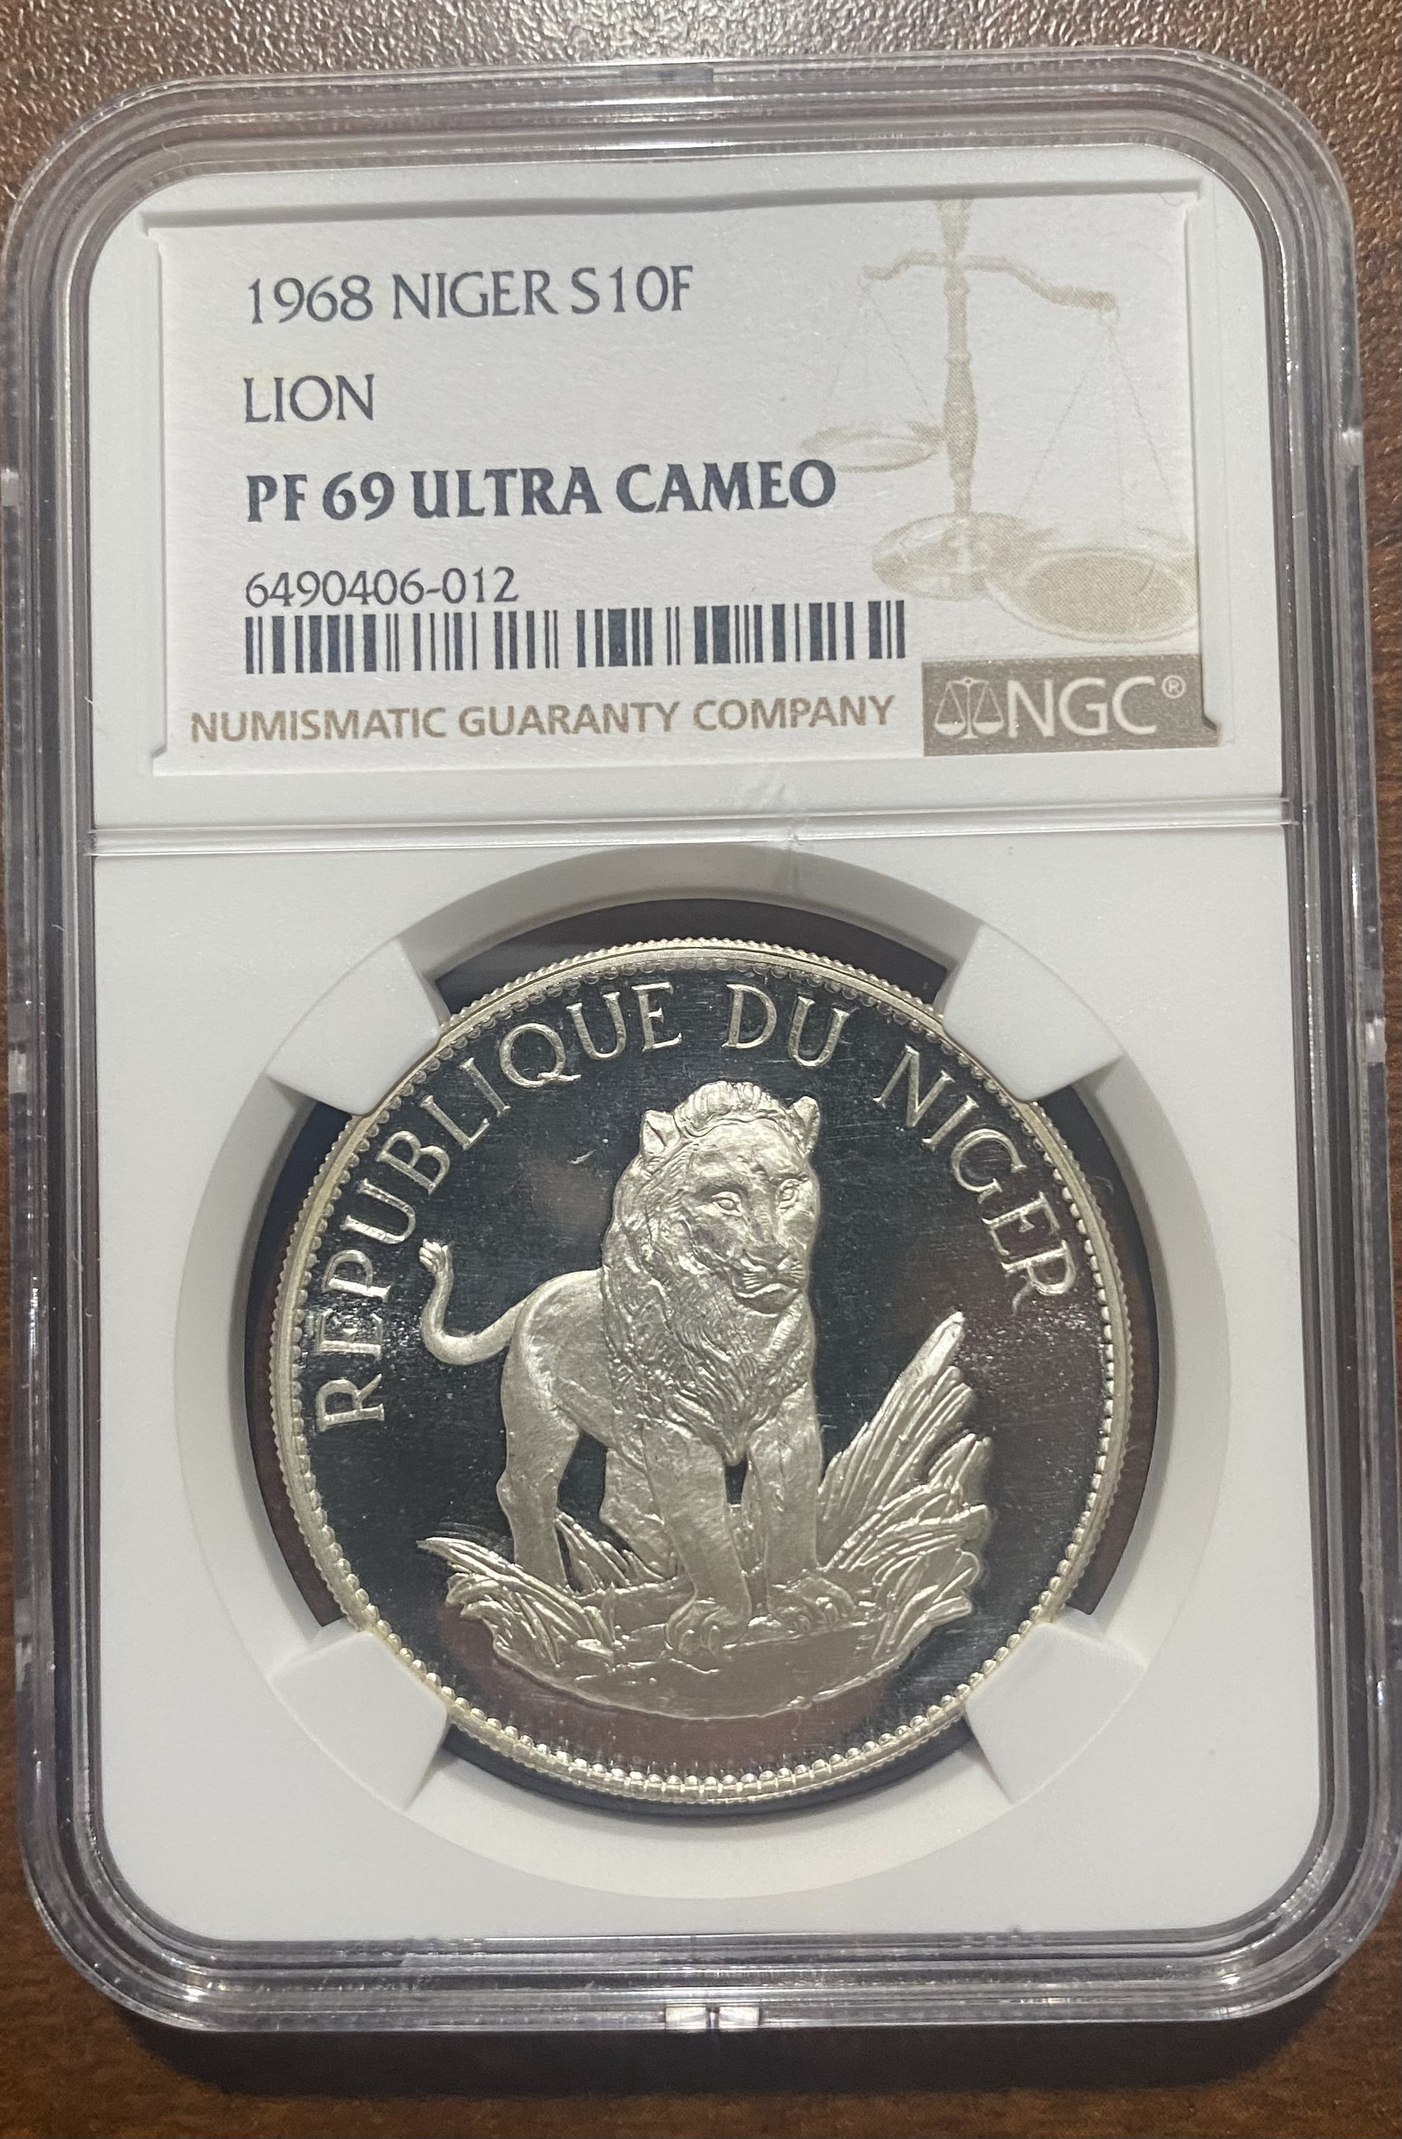 1968 NIGER S10F
LION
PF 69 ULTRA CAMEO
6490406-012
NUMISMATIC GUARANTY COMPANY
NGC®
REPUBLIQUE DU NIGER